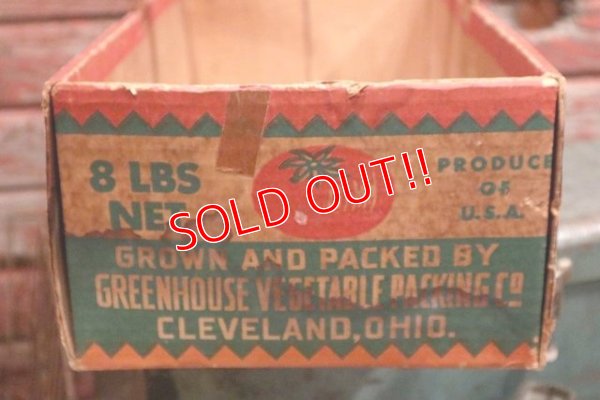 8 LBS
NET
SOLD OUT!!
PRODUCE
OF
U.S.A.
GROWN AND PACKED BY
GREENHOUSE VEGETABLE PACKING CO
CLEVELAND, OHIO.